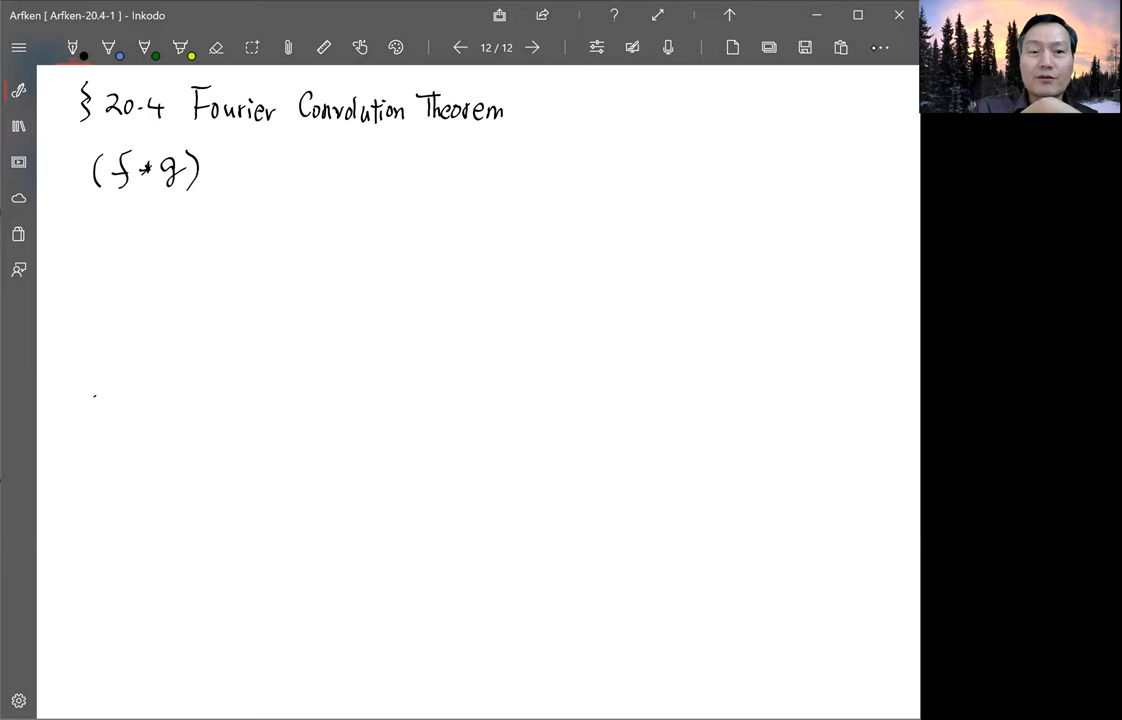 Arfken [ Arfken-20.4-1 ] - Inkodo
12 / 12
§ 20.4 Fourier Convolution Theorem
(f * g)